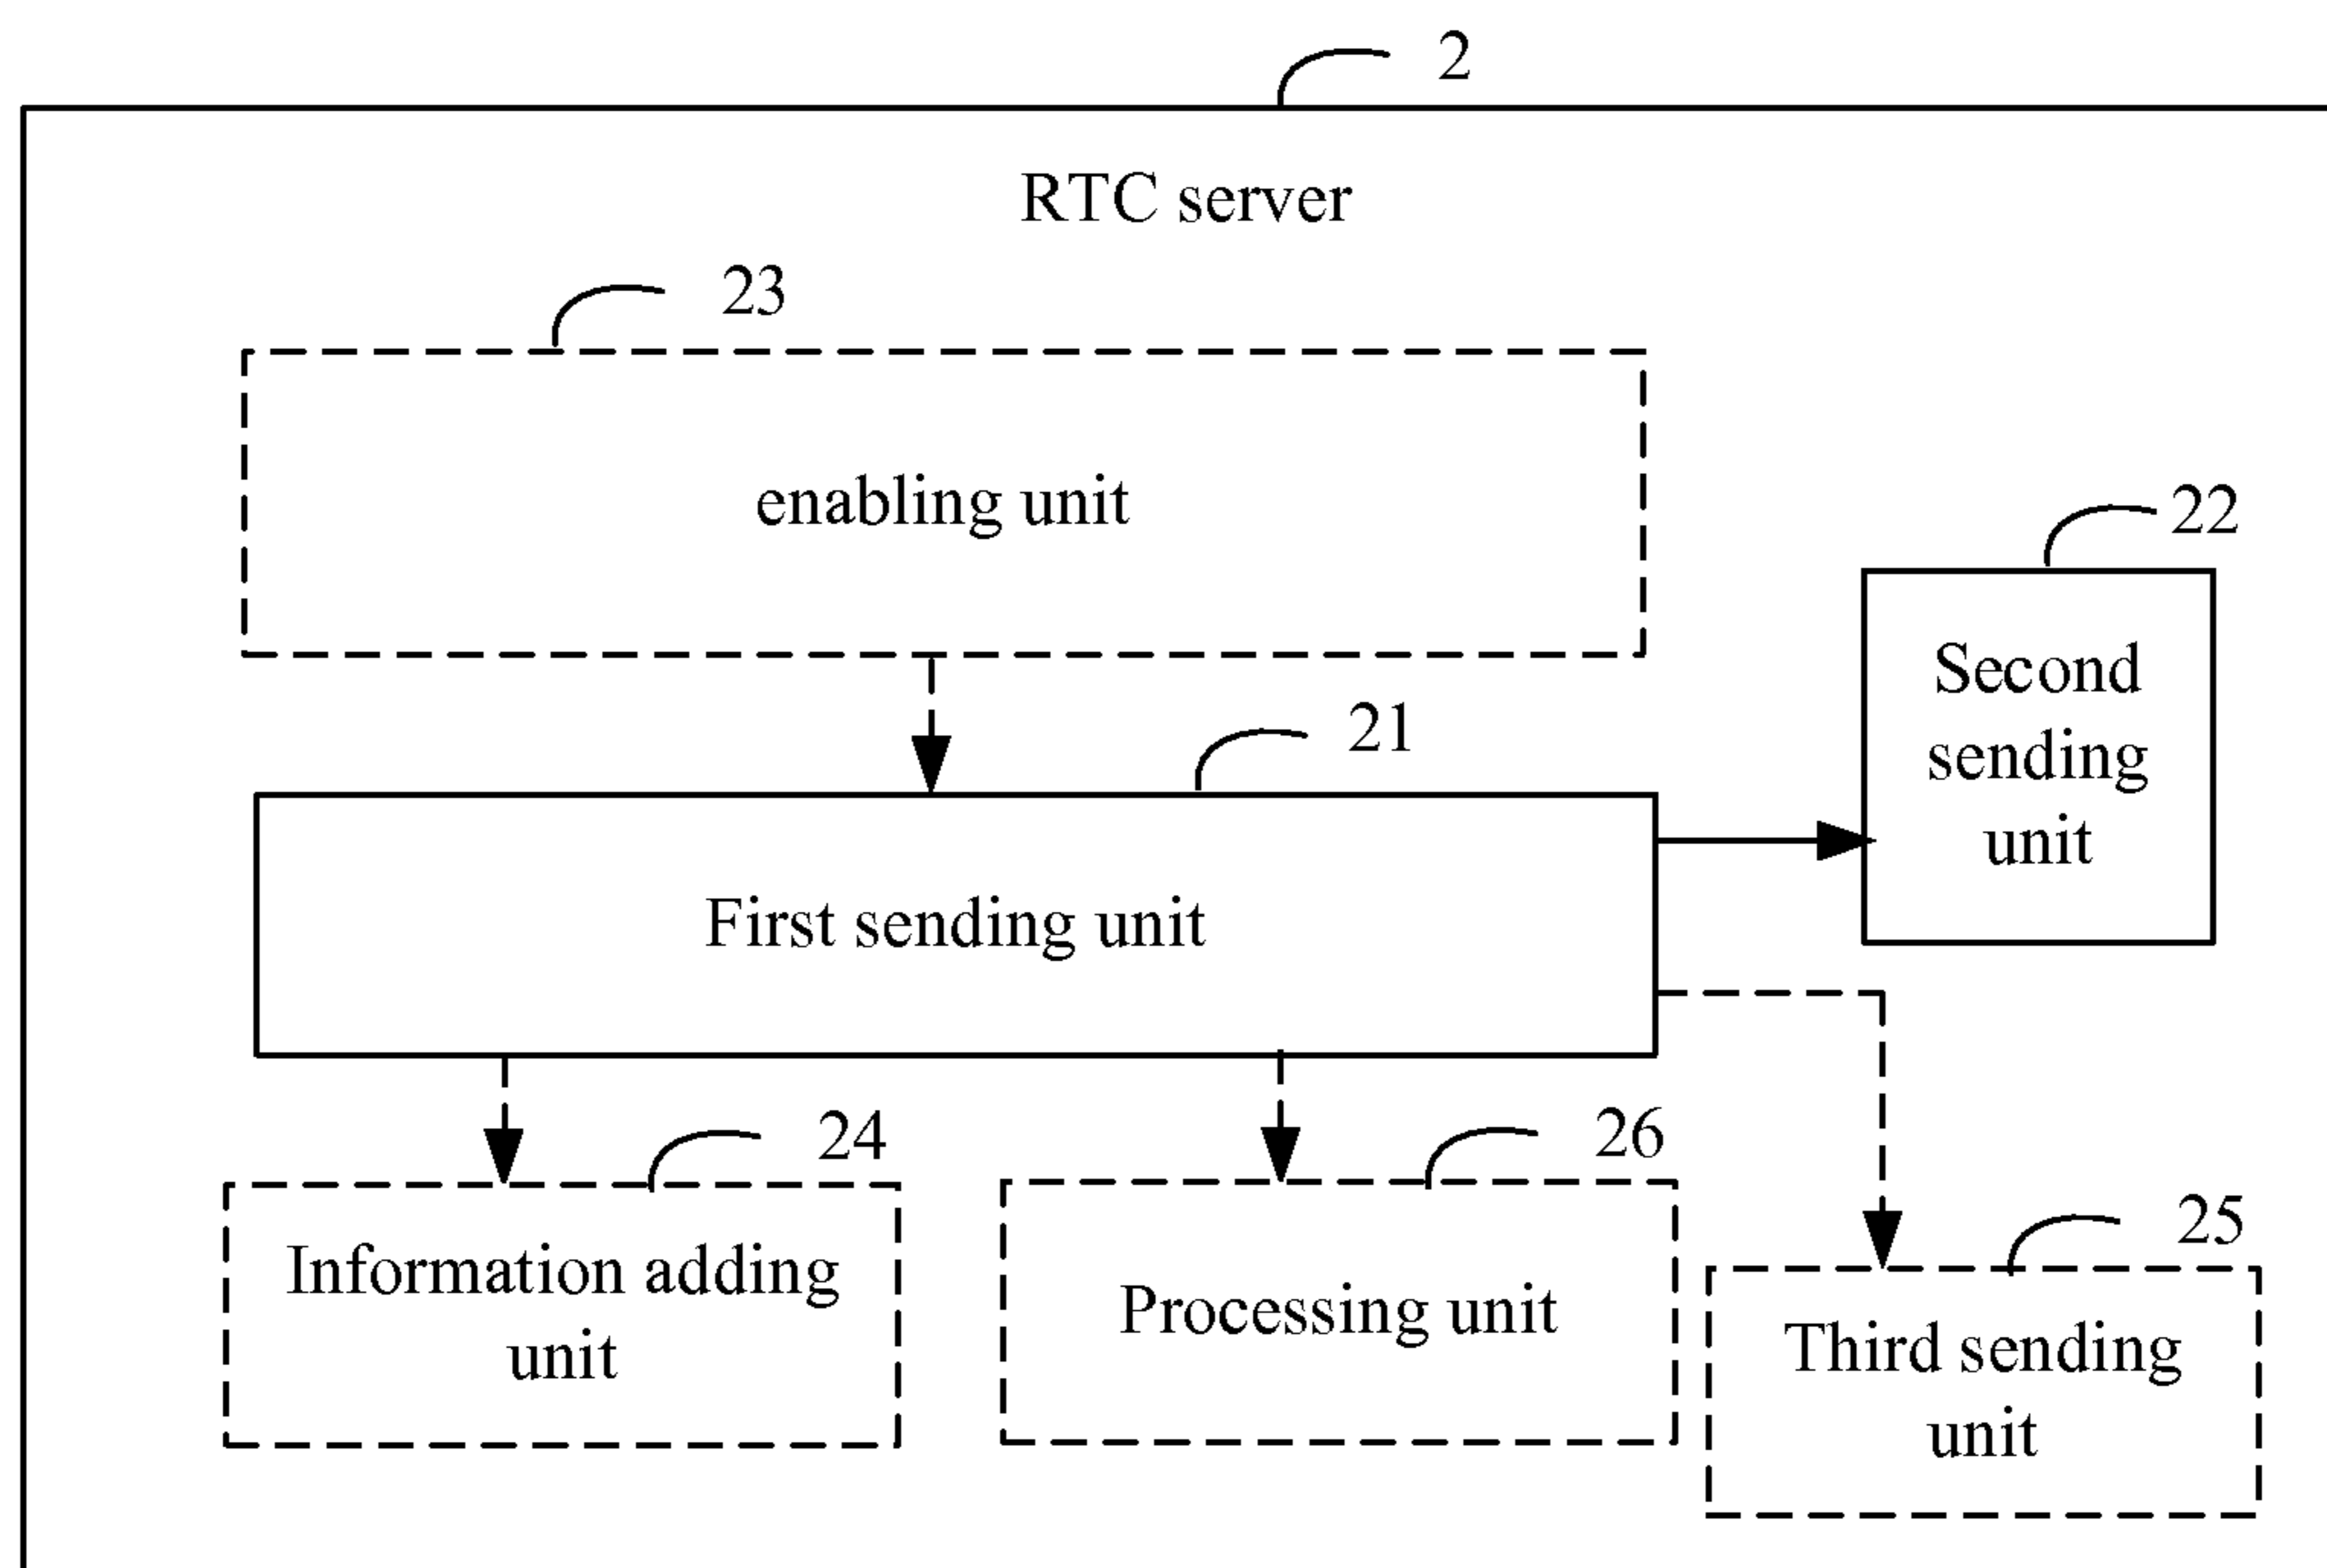 2
RTC server
23
enabling unit
22
Second
sending
unit
21
First sending unit
24
Information adding
unit
26
Processing unit
25
Third sending
unit